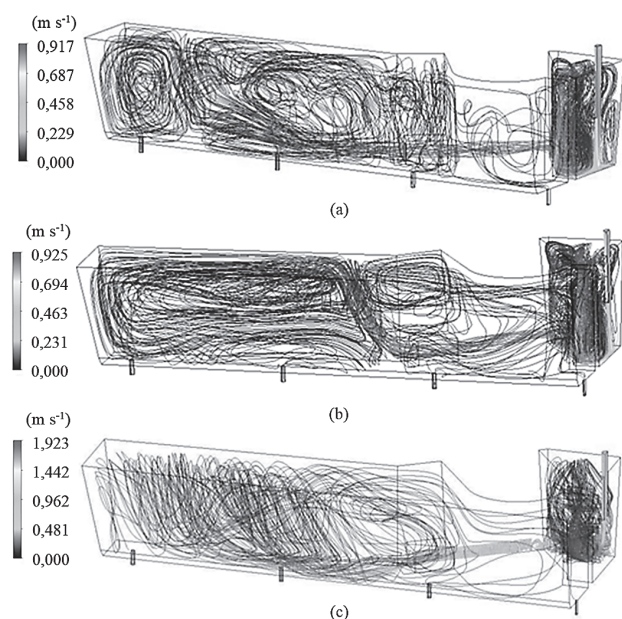 (m s-1)
0,917
0,687
0,458
0,229
0,000
(a)
(m s-1)
0,925
0,694
0,463
0,231
0,000
(b)
(m s-1)
1,923
1,442
0,962
0,481
0,000
(c)